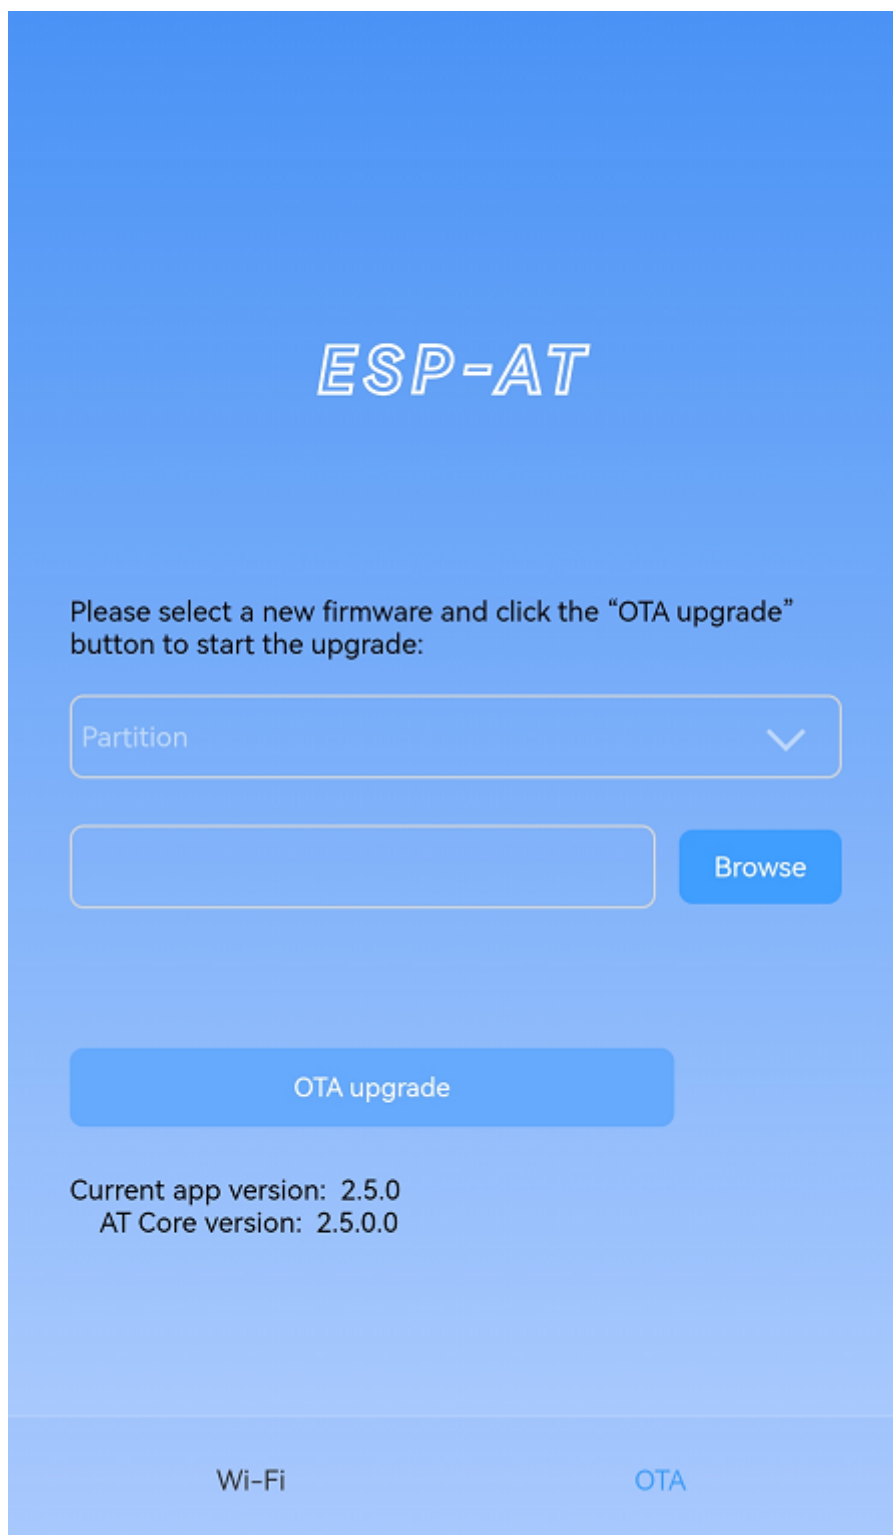 ESP-AT
Please select a new firmware and click the “OTA upgrade”
button to start the upgrade:
Partition
Browse
OTA upgrade
Current app version: 2.5.0
AT Core version: 2.5.0.0
Wi-Fi
OTA